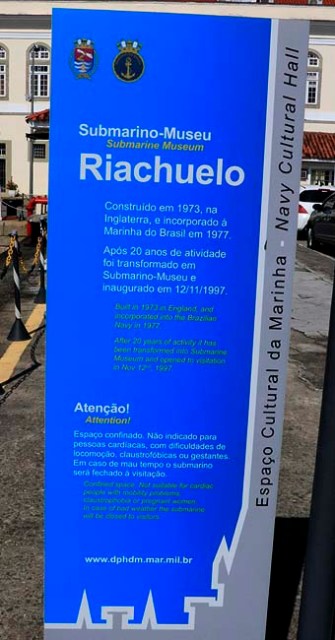 Submarino-Museu
Submarine Museum
Riachuelo
Construído em 1973, na
Inglaterra, e incorporado à
Marinha do Brasil em 1977.
Após 20 anos de atividade
foi transformado em
Submarino-Museu e
inaugurado em 12/11/1997.
Built in 1973 in England, and
incorporated into the Brazilian
Navy in 1977
After 20 years of activity it has
been transformed into Submarine
Museum and opened to visitation
in Nov 12th, 1997.
Atenção!
Attention!
Espaço confinado. Não indicado para
pessoas cardíacas, com dificuldades de
locomoção, claustrofóbicas ou gestantes.
Em caso de mau tempo o submarino
será fechado à visitação.
Confined space. Not suitable for cardiac
people with mobility problems,
claustrophobia or pregnant women.
In case of bad weather the submarine
will be closed to visitors.
www.dphdm.mar.mil.br
Espaço Cultural da Marinha - Navy Cultural Hall